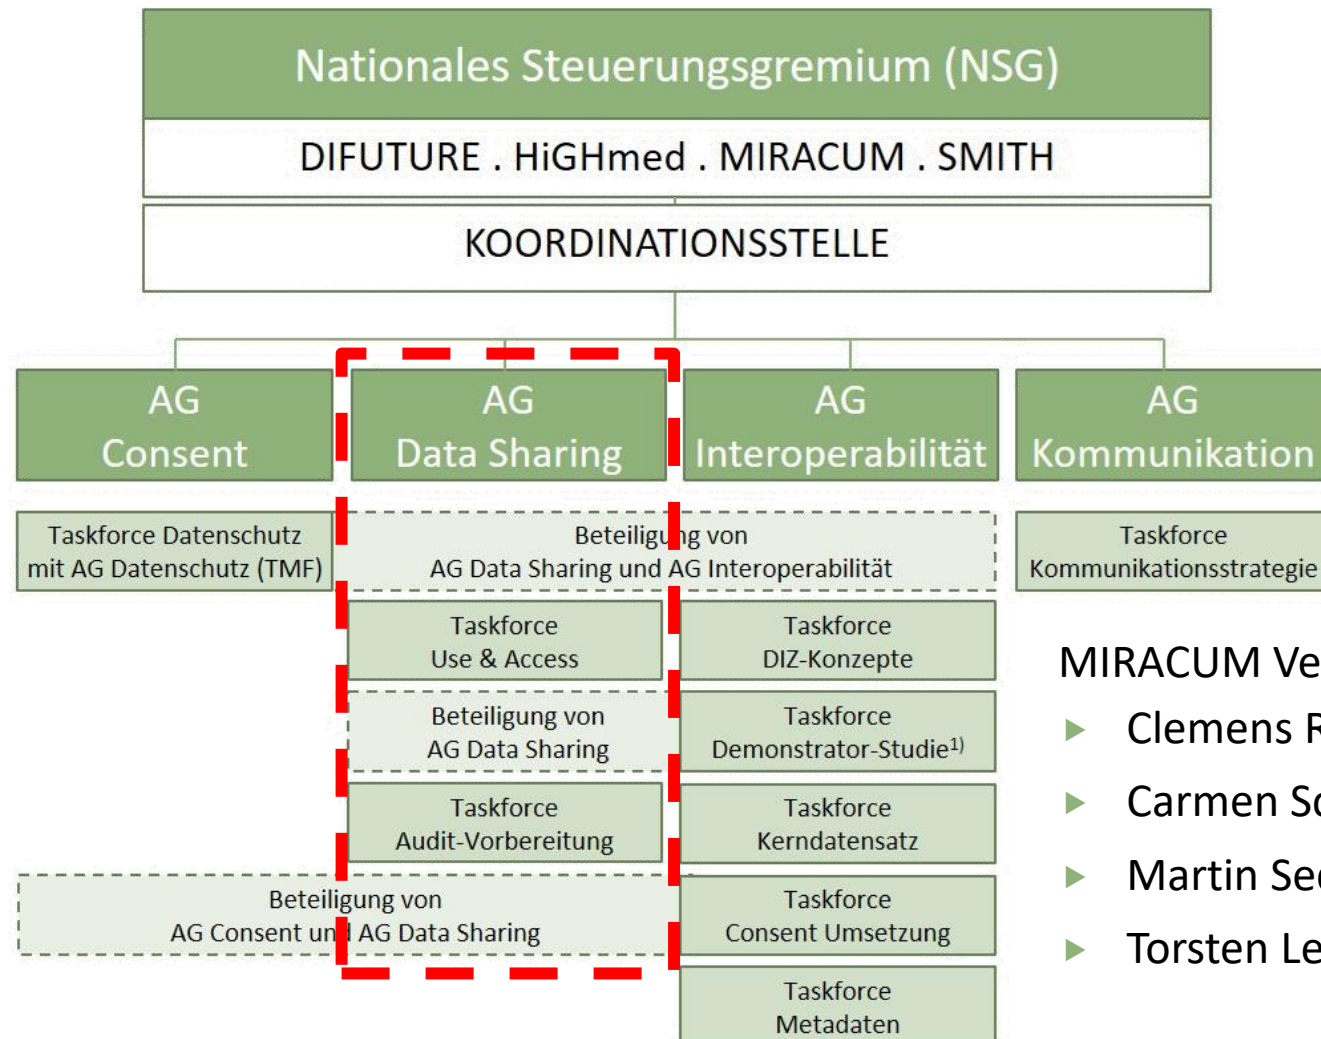 Nationales Steuerungsgremium (NSG)
DIFUTURE . HiGHmed . MIRACUM . SMITH
KOORDINATIONSSTELLE
AG
Consent
AG
Data Sharing
AG
Interoperabilität
AG
Kommunikation
Taskforce Datenschutz
mit AG Datenschutz (TMF)
Beteiligung von
AG Data Sharing und AG Interoperabilität
Taskforce
Kommunikationsstrategie
Taskforce
Use & Access
Taskforce
DIZ-Konzepte
Beteiligung von
AG Data Sharing
Taskforce
Demonstrator-Studie1)
Taskforce
Audit-Vorbereitung
Taskforce
Kerndatensatz
Beteiligung von
AG Consent und AG Data Sharing
Taskforce
Consent Umsetzung
Taskforce
Metadaten
MIRACUM
Clemens
Carmen
Martin
Torsten